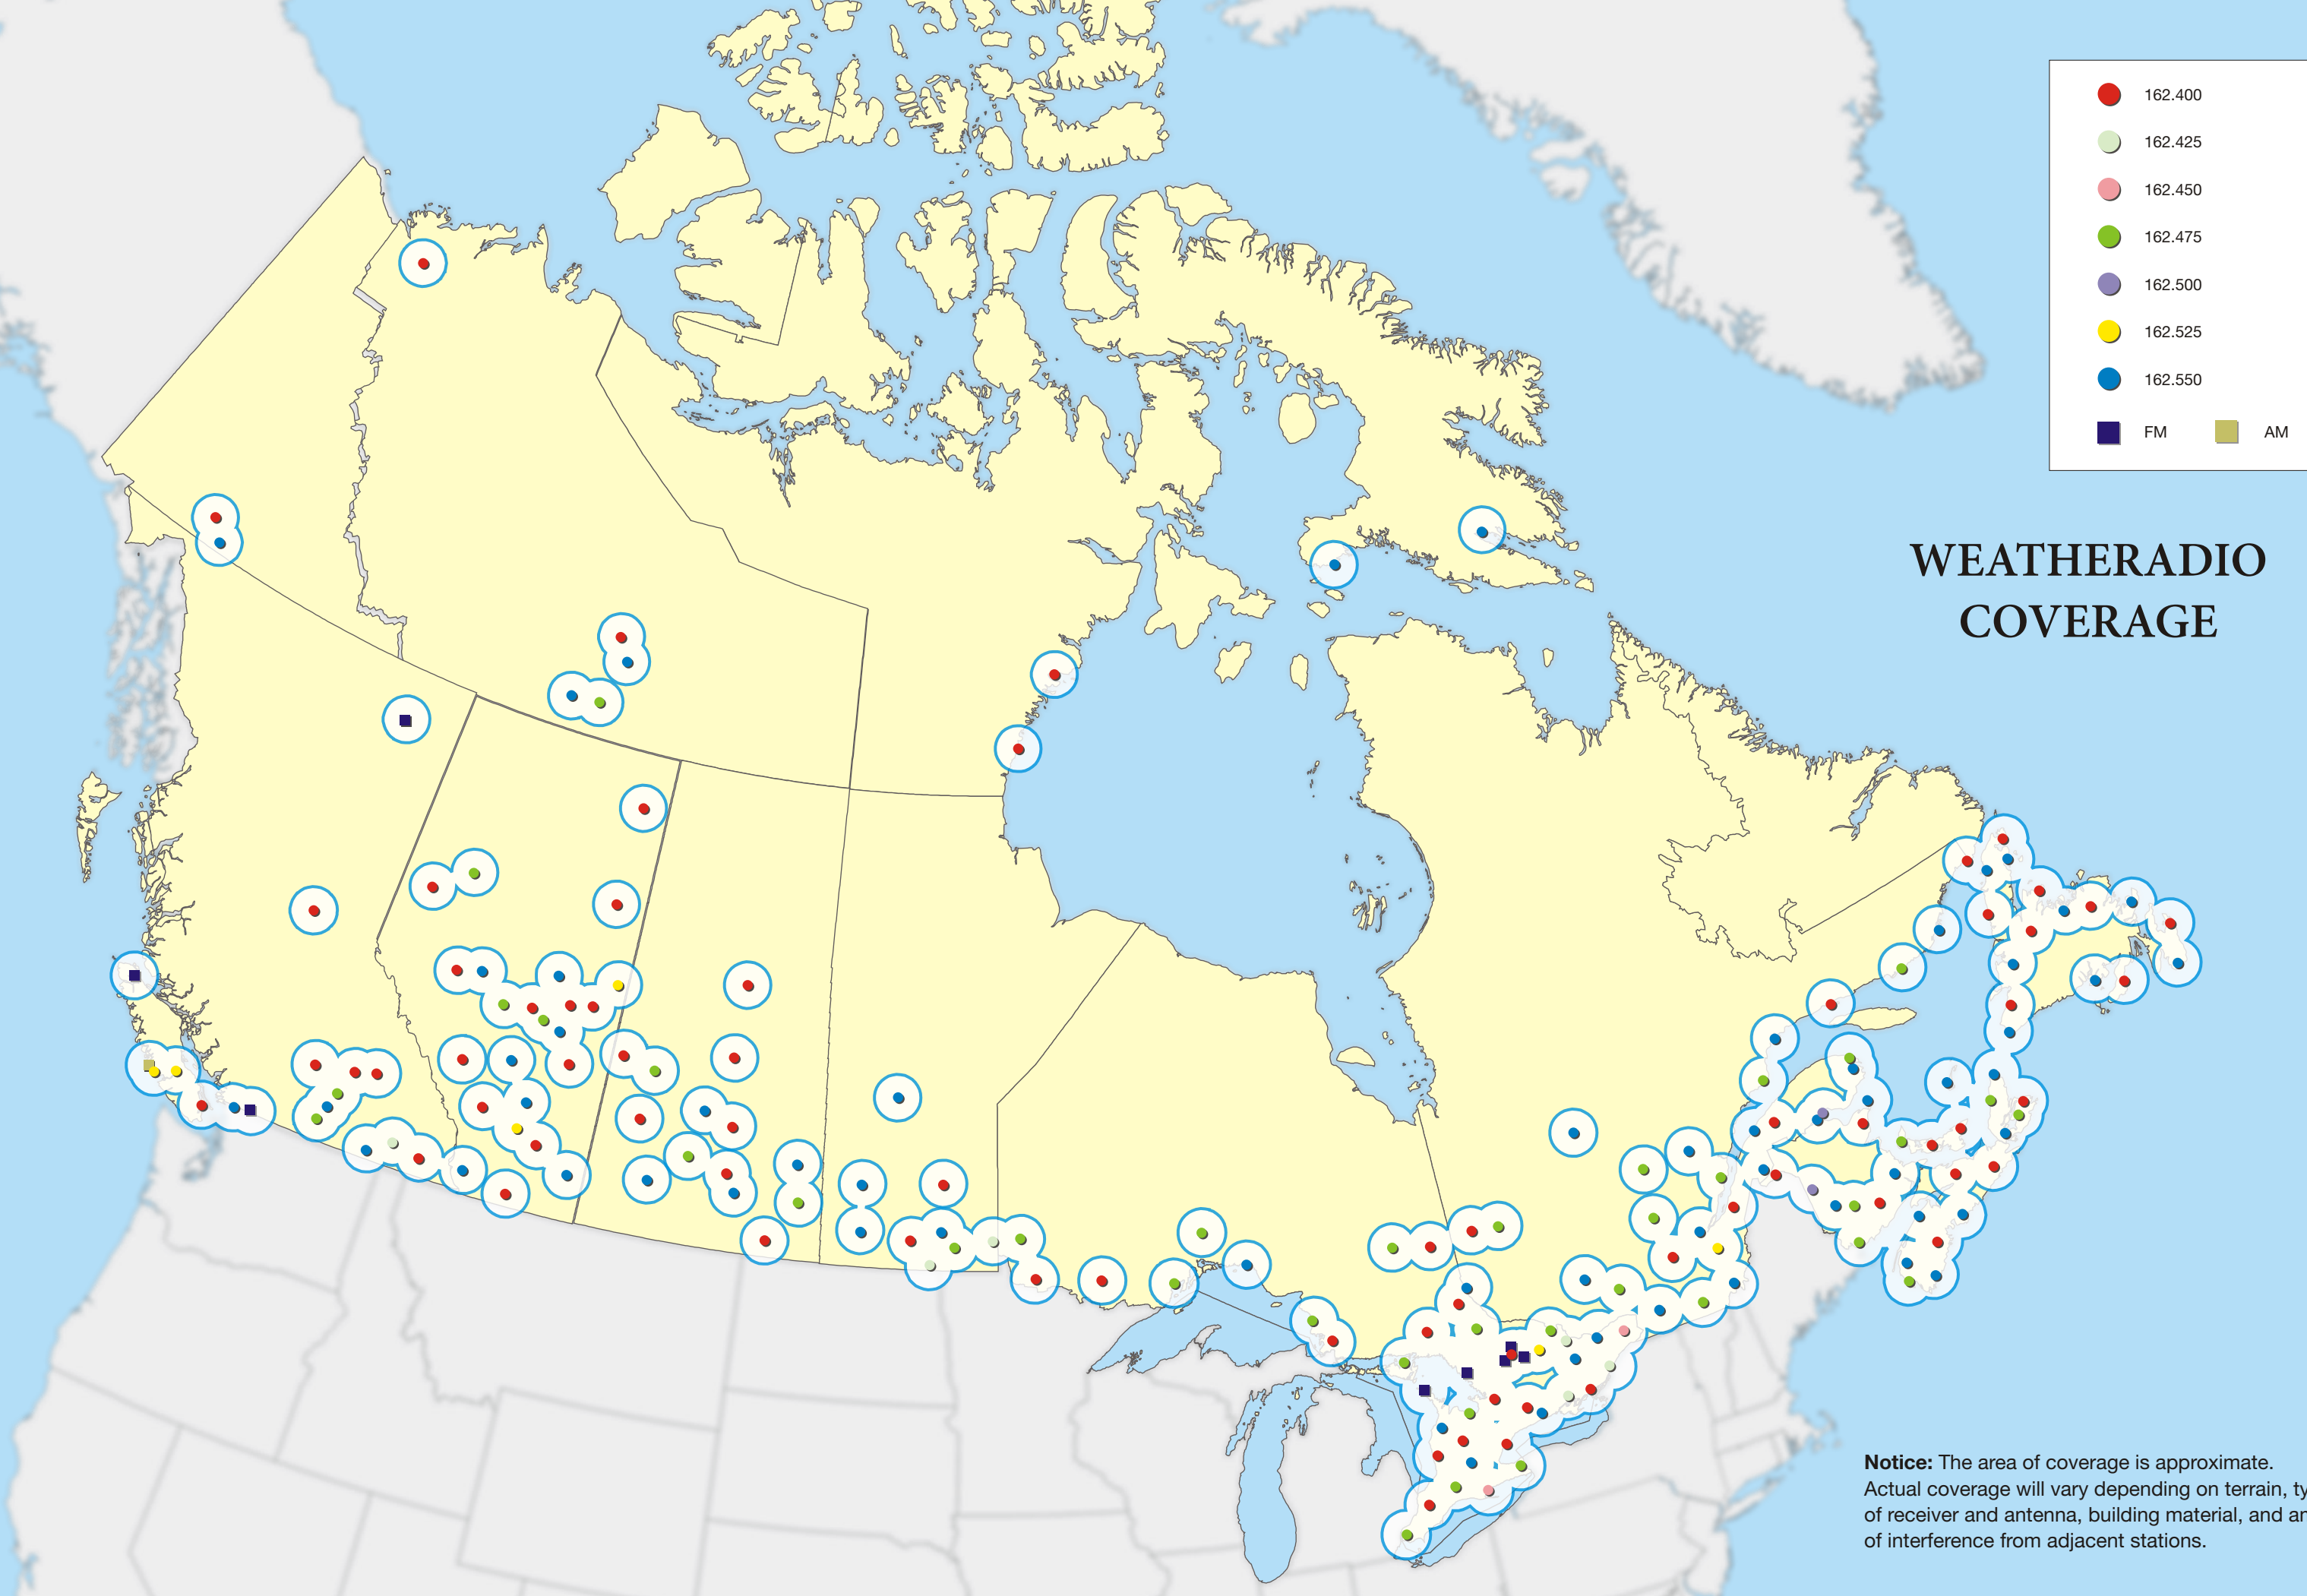 162.400
162.425
162.450
162.475
162.500
162.525
162.550
FM AM
WEATHERADIO
COVERAGE
Notice: The area of coverage is approximate.
Actual coverage will vary depending on terrain,
of receiver and antenna, building material, and
of interference from adjacent stations.